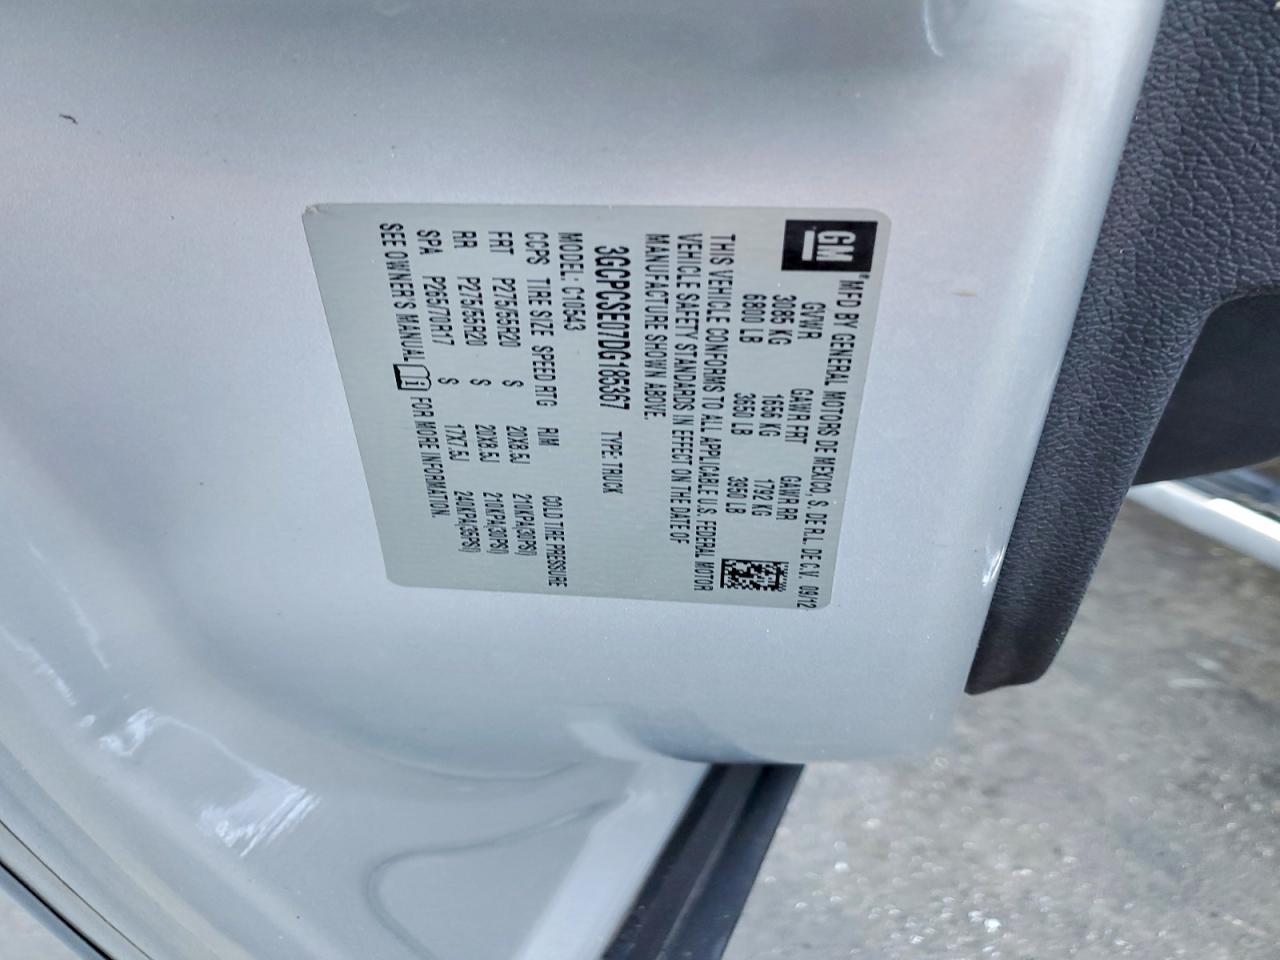 GM
*MFD BY GENERAL MOTORS DE MEXICO, S. DE R.L. DE C.V. 09/12
GVWR GAWR FRT GAWR RR
3085 KG 1656 KG 1792 KG
6800 LB 3650 LB 3950 LB
THIS VEHICLE CONFORMS TO ALL APPLICABLE U.S. FEDERAL MOTOR
VEHICLE SAFETY STANDARDS IN EFFECT ON THE DATE OF
MANUFACTURE SHOWN ABOVE.
3GCPCSE07DG185367 TYPE: TRUCK
MODEL: C10543
CCPS TIRE SIZE SPEED RTG RIM COLD TIRE PRESSURE
FRT P275/55R20 S 20X8.5J 210KPA(30PSI)
RR P275/55R20 S 20X8.5J 210KPA(30PSI)
SPA P265/70R17 S 17X7.5J 240KPA(35PSI)
SEE OWNER'S MANUAL i FOR MORE INFORMATION.